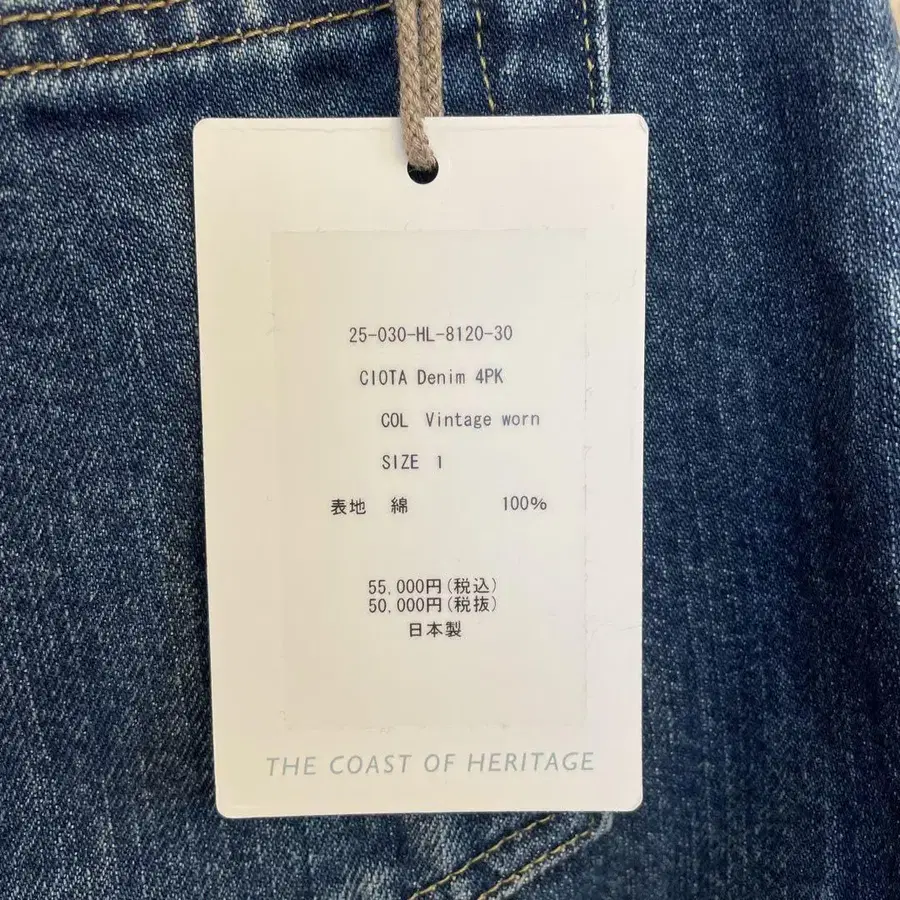 25-030-HL-8120-30
CIOTA Denim 4PK
COL Vintage worn
SIZE 1
表地 綿 100%
55,000円(税込)
50,000円(税抜)
日本製
THE COAST OF HERITAGE